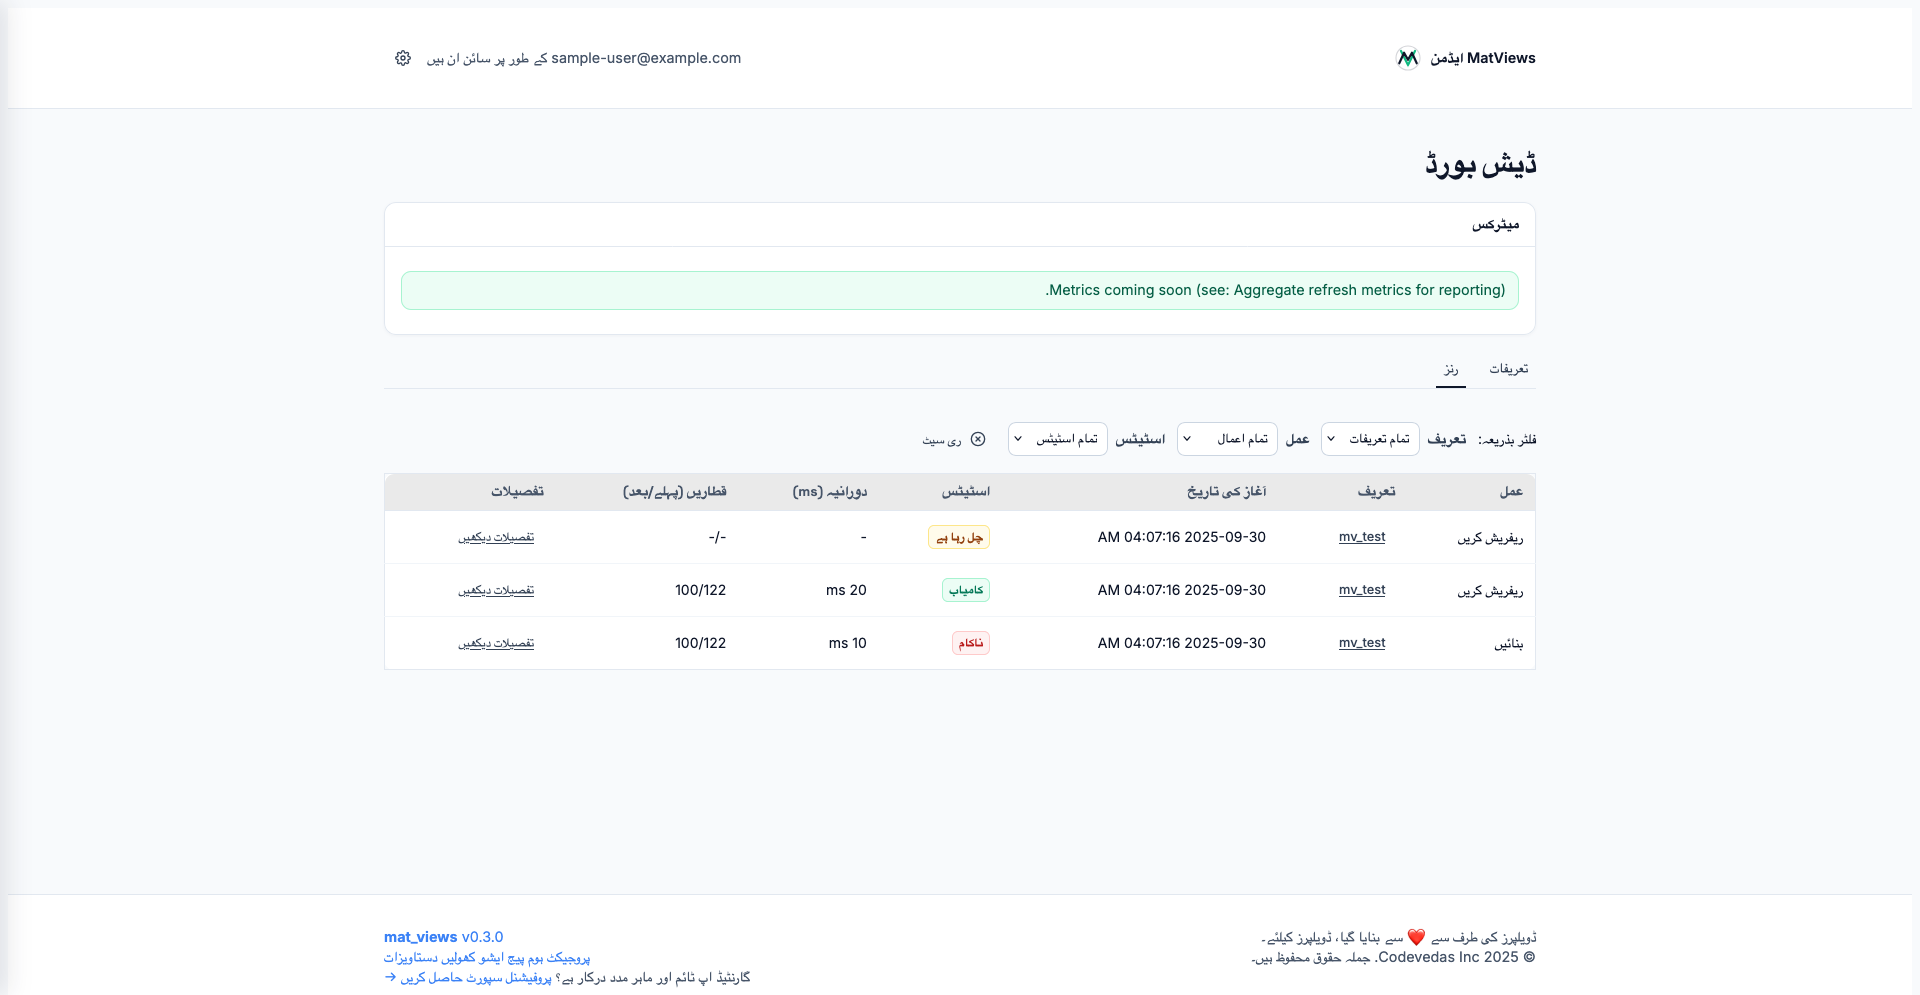 MatViews ایڈمن
sample-user@example.com کے طور پر سائن ان ہیں
ڈیش بورڈ
میٹرکس
Metrics coming soon (see: Aggregate refresh metrics for reporting).
تعریفات رنز
فلٹر بذریعہ: تعریف تمام تعریفات عمل تمام اعمال اسٹیٹس تمام اسٹیٹس ری سیٹ
عمل تعریف آغاز کی تاریخ اسٹیٹس دورانیہ (ms) قطاریں (پہلے/بعد) تفصیلات
ریفریش کریں mv_test 2025-09-30 04:07:16 AM چل رہا ہے - -/- تفصیلات دیکھیں
ریفریش کریں mv_test 2025-09-30 04:07:16 AM کامیاب 20 ms 100/122 تفصیلات دیکھیں
بنائیں mv_test 2025-09-30 04:07:16 AM ناکام 10 ms 100/122 تفصیلات دیکھیں
ڈویلپرز کی طرف سے ❤️ سے بنایا گیا، ڈویلپرز کیلئے۔
© 2025 Codevedas Inc. جملہ حقوق محفوظ ہیں۔
mat_views v0.3.0
پروجیکٹ ہوم پیج ایشو کھولیں دستاویزات
گارنٹیڈ اپ ٹائم اور ماہر مدد درکار ہے؟ پروفیشنل سپورٹ حاصل کریں →